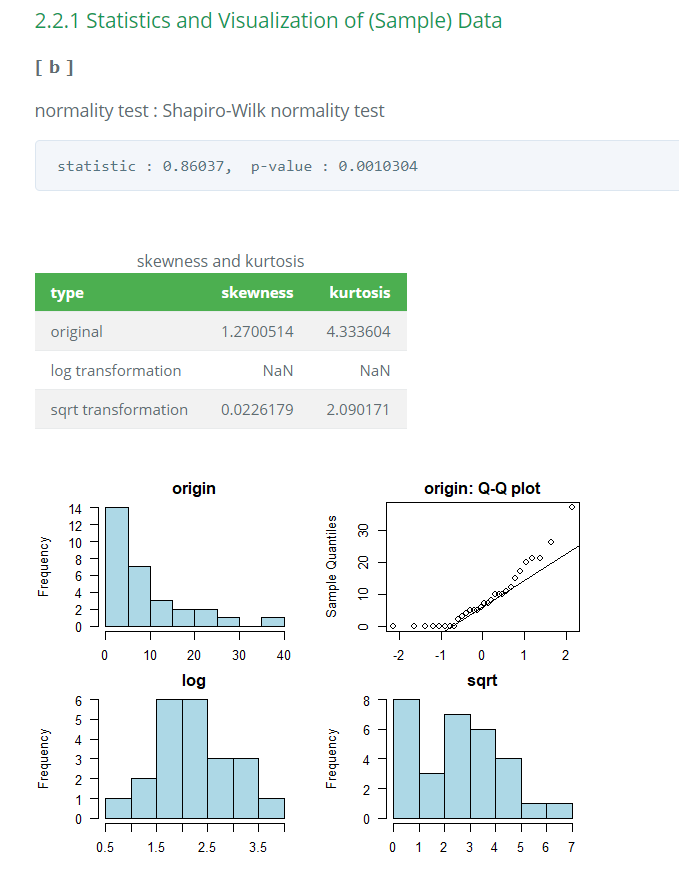 2.2.1 Statistics and Visualization of (Sample) Data
[ b ]
normality test : Shapiro-Wilk normality test
statistic : 0.86037, p-value : 0.0010304
skewness and kurtosis
type skewness kurtosis
original 1.2700514 4.333604
log transformation NaN NaN
sqrt transformation 0.0226179 2.090171
origin
Frequency
14
12
10
8
6
4
2
0
0 10 20 30 40
origin: Q-Q plot
Sample Quantiles
30
20
10
0
-2 -1 0 1 2
log
Frequency
6
5
4
3
2
1
0
0.5 1.5 2.5 3.5
sqrt
Frequency
8
6
4
2
0
0 1 2 3 4 5 6 7